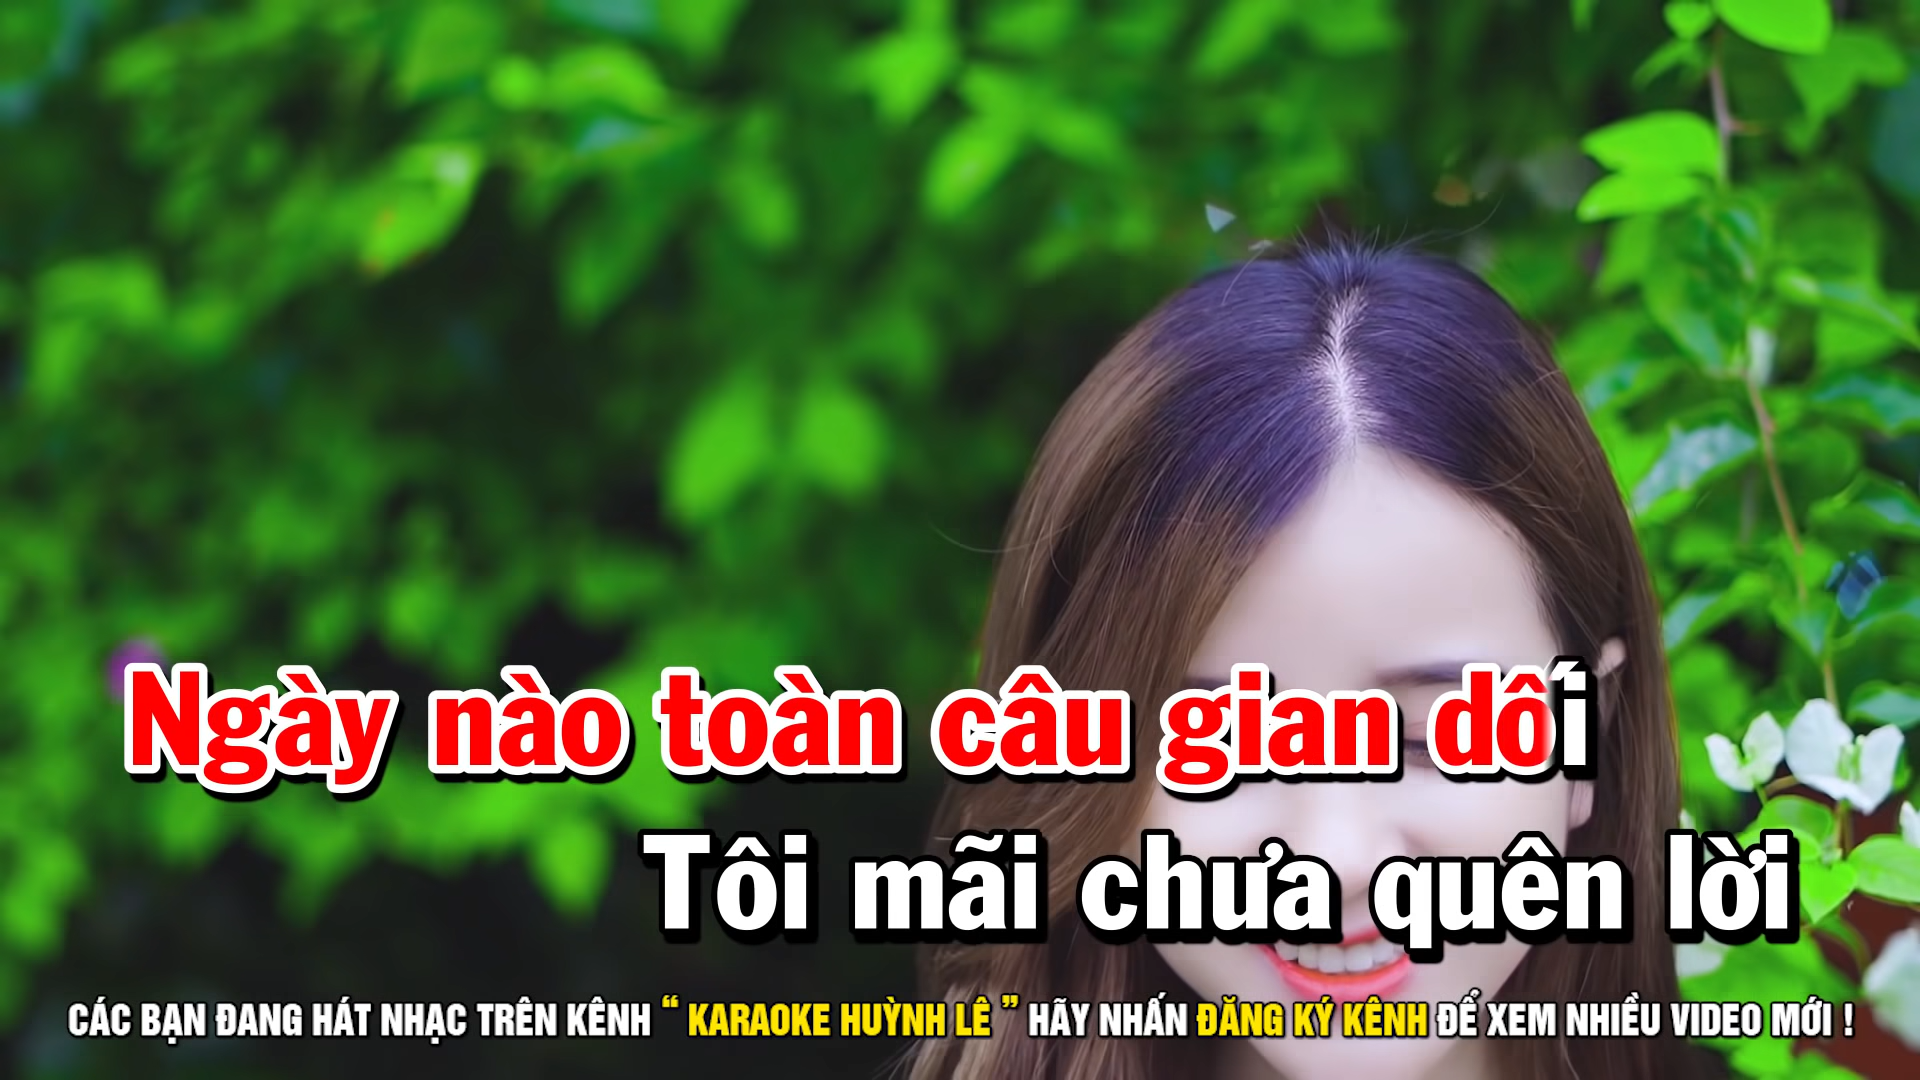 Ngày nào toàn câu gian dối
Tôi mãi chưa quên lời
CÁC BẠN ĐANG HÁT NHẠC TRÊN KÊNH “ KARAOKE HUỲNH LÊ ” HÃY NHẤN ĐĂNG KÝ KÊNH ĐỂ XEM NHIỀU VIDEO MỚI !